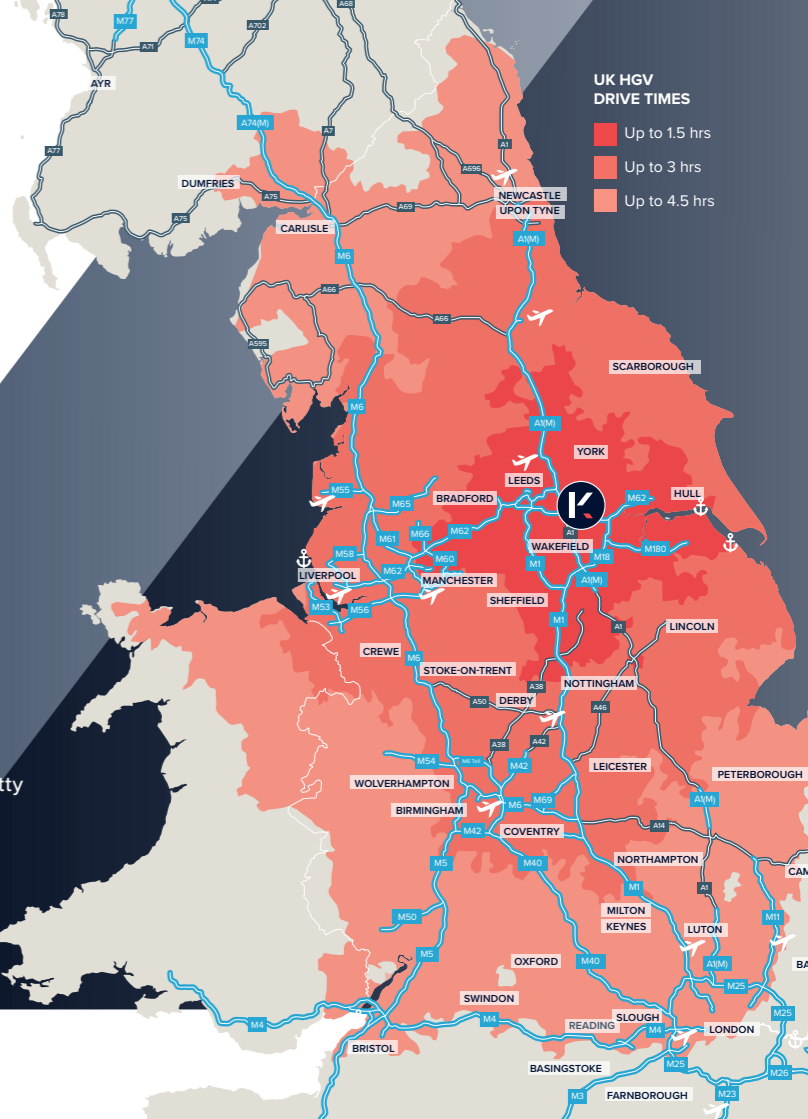 A78
M77
A71
M74
A702
A68
AYR
UK HGV
DRIVE TIMES
Up to 1.5 hrs
Up to 3 hrs
Up to 4.5 hrs
A74(M)
A7
A1
A77
A696
DUMFRIES
A75
NEWCASTLE
UPON TYNE
A69
A75
CARLISLE
A1(M)
M6
A66
A66
A595
SCARBOROUGH
M6
A1(M)
YORK
LEEDS
M55
BRADFORD
M65
M62
HULL
K
M66
M62
A1
M61
WAKEFIELD
M18
M180
M58
M60
M1
M62
LIVERPOOL
MANCHESTER
A1(M)
M53
M56
SHEFFIELD
M1
A1
LINCOLN
CREWE
M6
STOKE-ON-TRENT
NOTTINGHAM
A38
A50
DERBY
A46
A38
A42
M54
M6 Toll
M42
LEICESTER
PETERBOROUGH
tty
WOLVERHAMPTON
BIRMINGHAM
M6
M69
A1(M)
M42
COVENTRY
A14
M5
M40
NORTHAMPTON
CAM
M1
A1
M50
MILTON
KEYNES
M11
LUTON
M5
OXFORD
M40
A1(M)
BA
M25
SWINDON
M4
M4
READING
SLOUGH
M4
LONDON
M25
BRISTOL
BASINGSTOKE
M25
M26
M3
FARNBOROUGH
M23